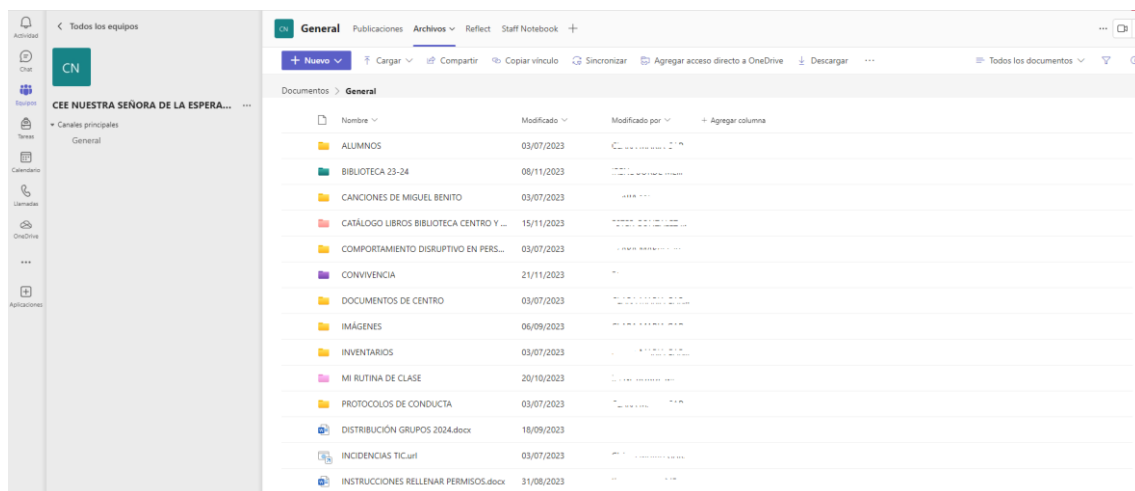 Actividad
Chat
Equipos
Tareas
Calendario
Llamadas
OneDrive
Aplicaciones
Todos los equipos
CN
CEE NUESTRA SEÑORA DE LA ESPERA... ...
Canales principales
General
CN General Publicaciones Archivos Reflect Staff Notebook +
+ Nuevo Cargar Compartir Copiar vínculo Sincronizar Agregar acceso directo a OneDrive Descargar ... Todos los documentos
Documentos > General
Nombre Modificado Modificado por + Agregar columna
ALUMNOS 03/07/2023
BIBLIOTECA 23-24 08/11/2023
CANCIONES DE MIGUEL BENITO 03/07/2023
CATÁLOGO LIBROS BIBLIOTECA CENTRO Y ... 15/11/2023
COMPORTAMIENTO DISRUPTIVO EN PERS... 03/07/2023
CONVIVENCIA 21/11/2023
DOCUMENTOS DE CENTRO 03/07/2023
IMÁGENES 06/09/2023
INVENTARIOS 03/07/2023
MI RUTINA DE CLASE 20/10/2023
PROTOCOLOS DE CONDUCTA 03/07/2023
DISTRIBUCIÓN GRUPOS 2024.docx 18/09/2023
INCIDENCIAS TIC.url 03/07/2023
INSTRUCCIONES RELLENAR PERMISOS.docx 31/08/2023